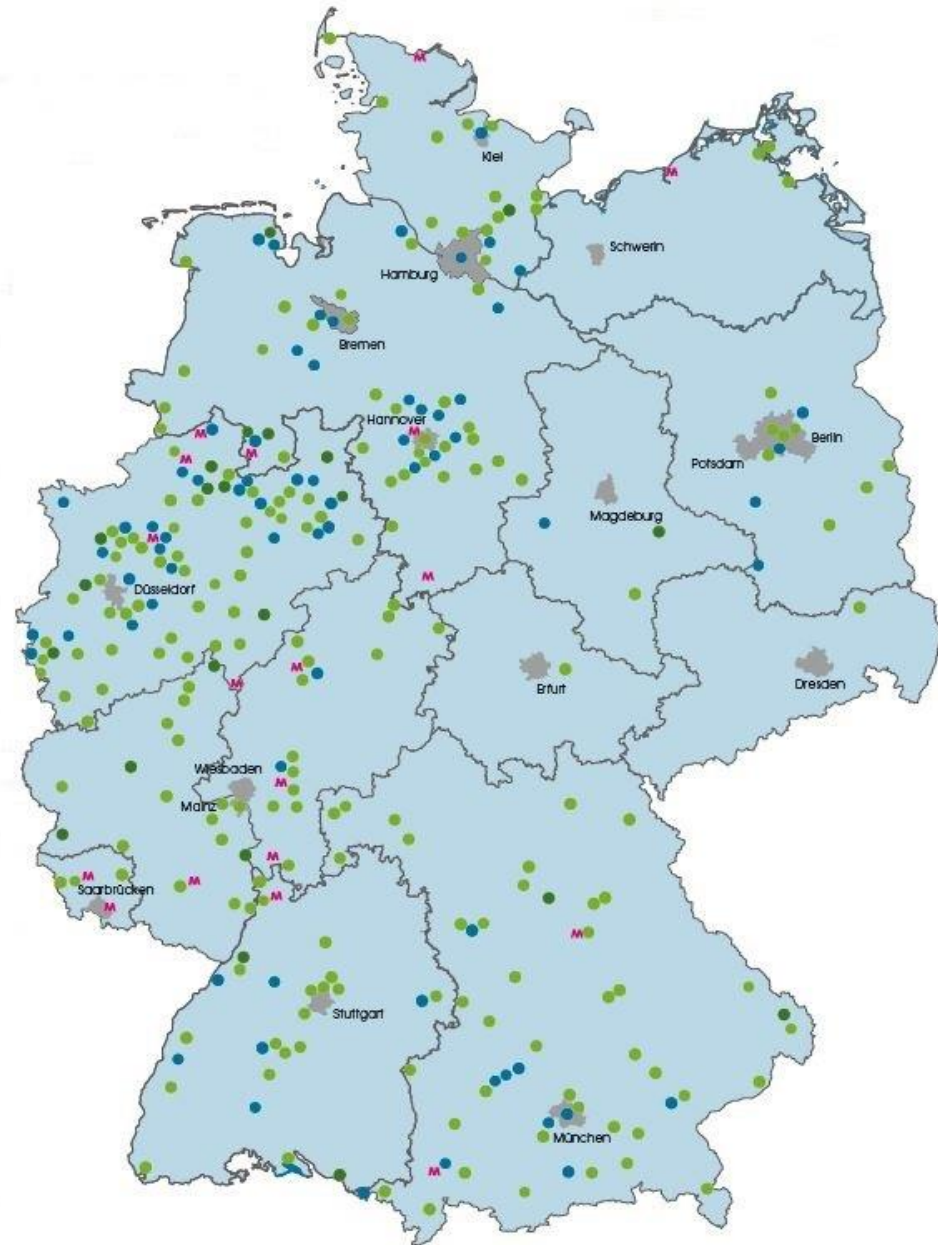 M
Kiel
M
Schwerin
Hamburg
Bremen
Hannover
M
M
Berlin
M
Potsdam
M
Magdeburg
M
M
Düsseldorf
M
Erfurt
Dresden
M
Wiesbaden
M
Mainz
M
M
M
Saarbrücken
M
M
M
Stuttgart
München
M